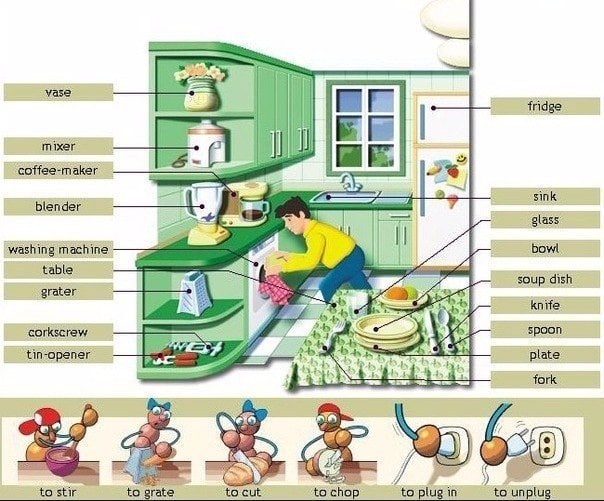 vase
mixer
coffee-maker
blender
washing machine
table
grater
corkscrew
tin-opener
fridge
sink
glass
bowl
soup dish
knife
spoon
plate
fork
to stir
to grate
to cut
to chop
to plug in
to unplug